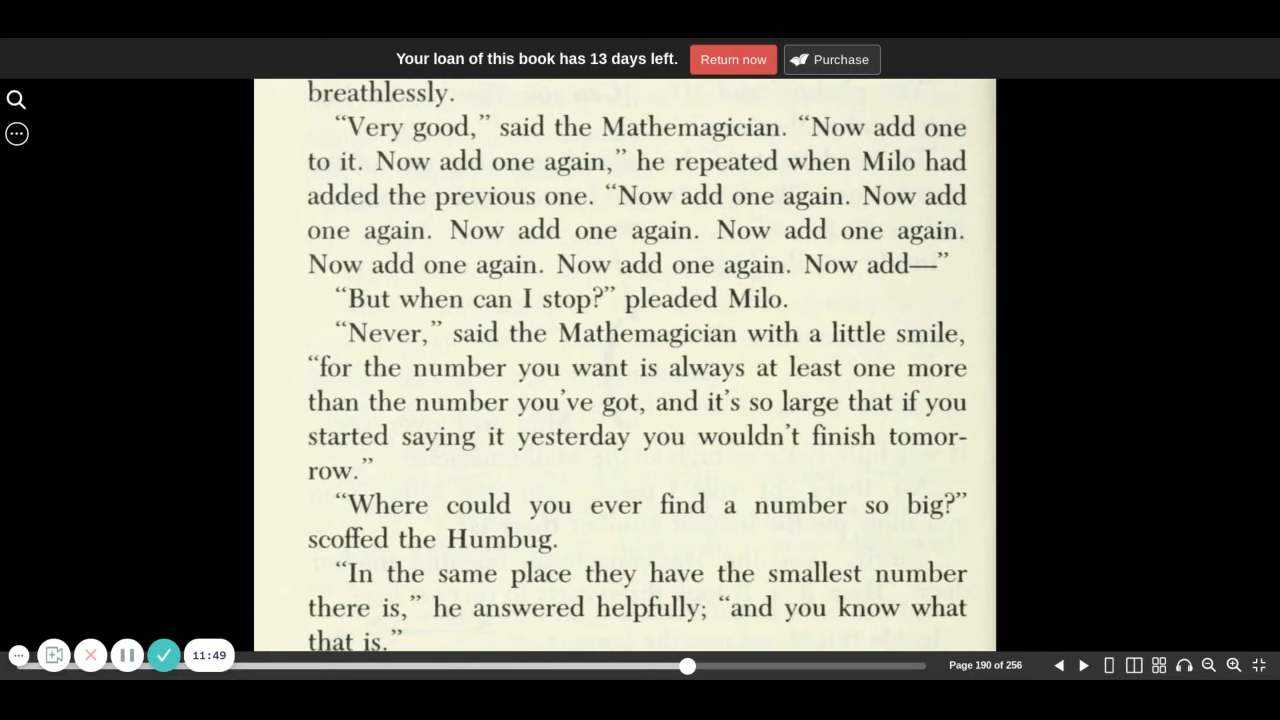 Your loan of this book has 13 days left. Return now Purchase
breathlessly.
“Very good,” said the Mathemagician. “Now add one
to it. Now add one again,” he repeated when Milo had
added the previous one. “Now add one again. Now add
one again. Now add one again. Now add one again.
Now add one again. Now add one again. Now add—”
“But when can I stop?” pleaded Milo.
“Never,” said the Mathemagician with a little smile,
“for the number you want is always at least one more
than the number you’ve got, and it’s so large that if you
started saying it yesterday you wouldn’t finish tomor-
row.”
“Where could you ever find a number so big?”
scoffed the Humbug.
“In the same place they have the smallest number
there is,” he answered helpfully; “and you know what
that is.”
11:49
Page 190 of 256